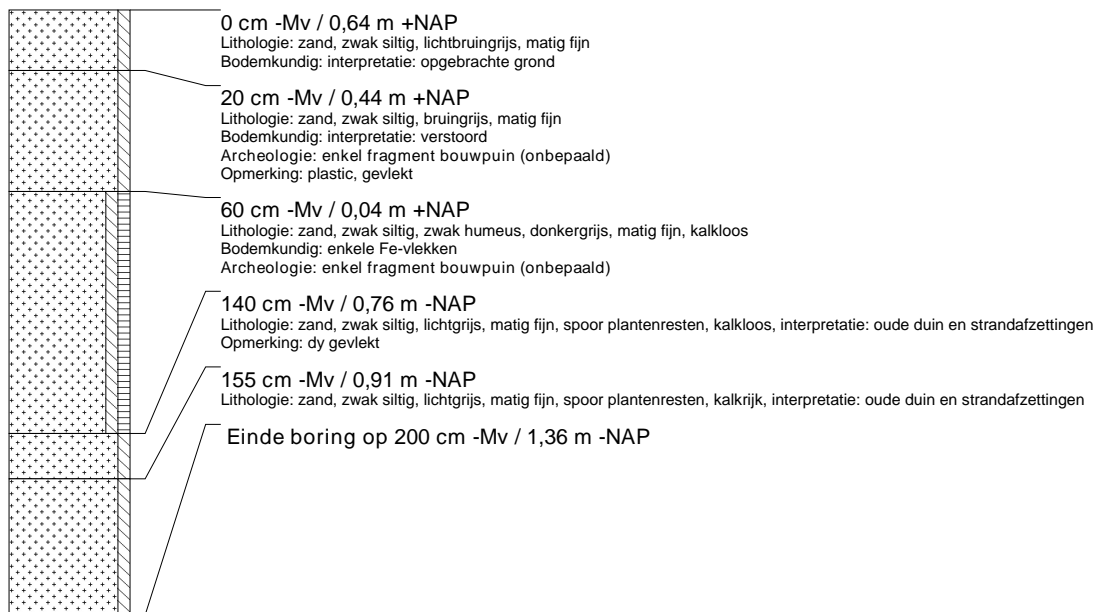 0 cm -Mv / 0,64 m +NAP
Lithologie: zand, zwak siltig, lichtbruingrijs, matig fijn
Bodemkundig: interpretatie: opgebrachte grond
20 cm -Mv / 0,44 m +NAP
Lithologie: zand, zwak siltig, bruingrijs, matig fijn
Bodemkundig: interpretatie: verstoord
Archeologie: enkel fragment bouwpuin (onbepaald)
Opmerking: plastic, gevlekt
60 cm -Mv / 0,04 m +NAP
Lithologie: zand, zwak siltig, zwak humeus, donkergrijs, matig fijn, kalkloos
Bodemkundig: enkele Fe-vlekken
Archeologie: enkel fragment bouwpuin (onbepaald)
140 cm -Mv / 0,76 m -NAP
Lithologie: zand, zwak siltig, lichtgrijs, matig fijn, spoor plantenresten, kalkloos, interpretatie: oude duin en strandafzettingen
Opmerking: dy gevlekt
155 cm -Mv / 0,91 m -NAP
Lithologie: zand, zwak siltig, lichtgrijs, matig fijn, spoor plantenresten, kalkrijk, interpretatie: oude duin en strandafzettingen
Einde boring op 200 cm -Mv / 1,36 m -NAP